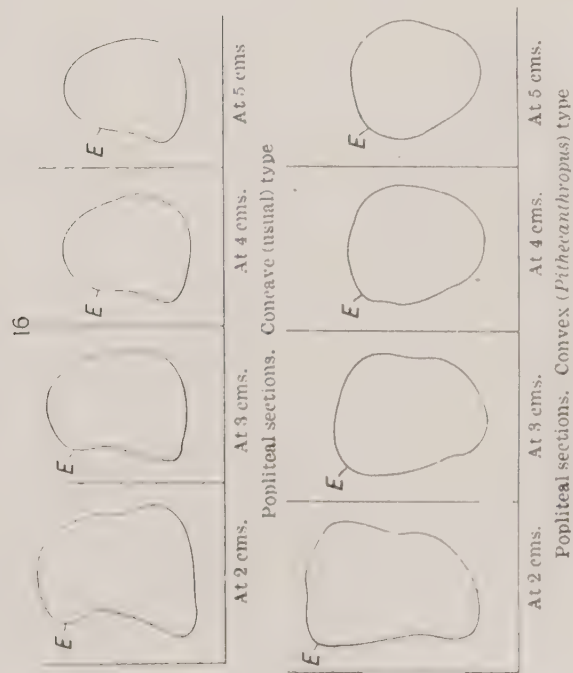 16
E E E E
At 2 cms. At 3 cms. At 4 cms. At 5 cms
Popliteal sections. Concave (usual) type
E E E E
At 2 cms. At 3 cms. At 4 cms. At 5 cms.
Popliteal sections. Convex (Pithecanthropus) type